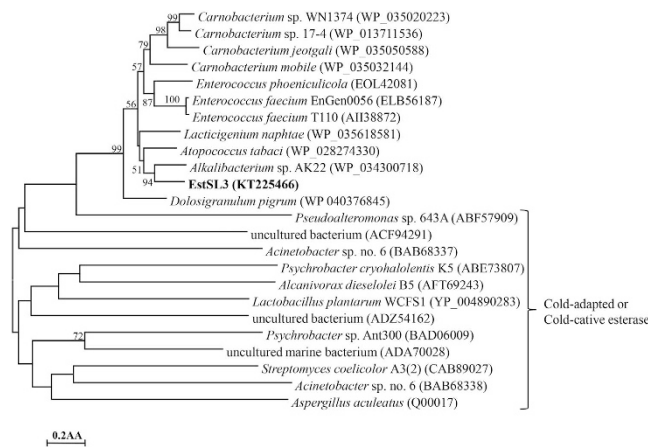 99
Carnobacterium sp. WN1374 (WP_035020223)
98
Carnobacterium sp. 17-4 (WP_013711536)
79
Carnobacterium jeotgali (WP_035050588)
57
Carnobacterium mobile (WP_035032144)
Enterococcus phoeniculicola (EOL42081)
87
100
Enterococcus faecium EnGen0056 (ELB56187)
56
Enterococcus faecium T110 (AII38872)
Lacticigenium naphtae (WP_035618581)
99
Atopococcus tabaci (WP_028274330)
51
Alkalibacterium sp. AK22 (WP_034300718)
94
EstSL3 (KT225466)
Dolosigranulum pigrum (WP 040376845)
Pseudoalteromonas sp. 643A (ABF57909)
uncultured bacterium (ACF94291)
Acinetobacter sp. no. 6 (BAB68337)
Psychrobacter cryohalolentis K5 (ABE73807)
Alcanivorax dieselolei B5 (AFT69243)
Lactobacillus plantarum WCFS1 (YP_004890283)
uncultured bacterium (ADZ54162)
72
Psychrobacter sp. Ant300 (BAD06009)
uncultured marine bacterium (ADA70028)
Streptomyces coelicolor A3(2) (CAB89027)
Acinetobacter sp. no. 6 (BAB68338)
Aspergillus aculeatus (Q00017)
Cold-adapted or
Cold-cative esterase
0.2AA